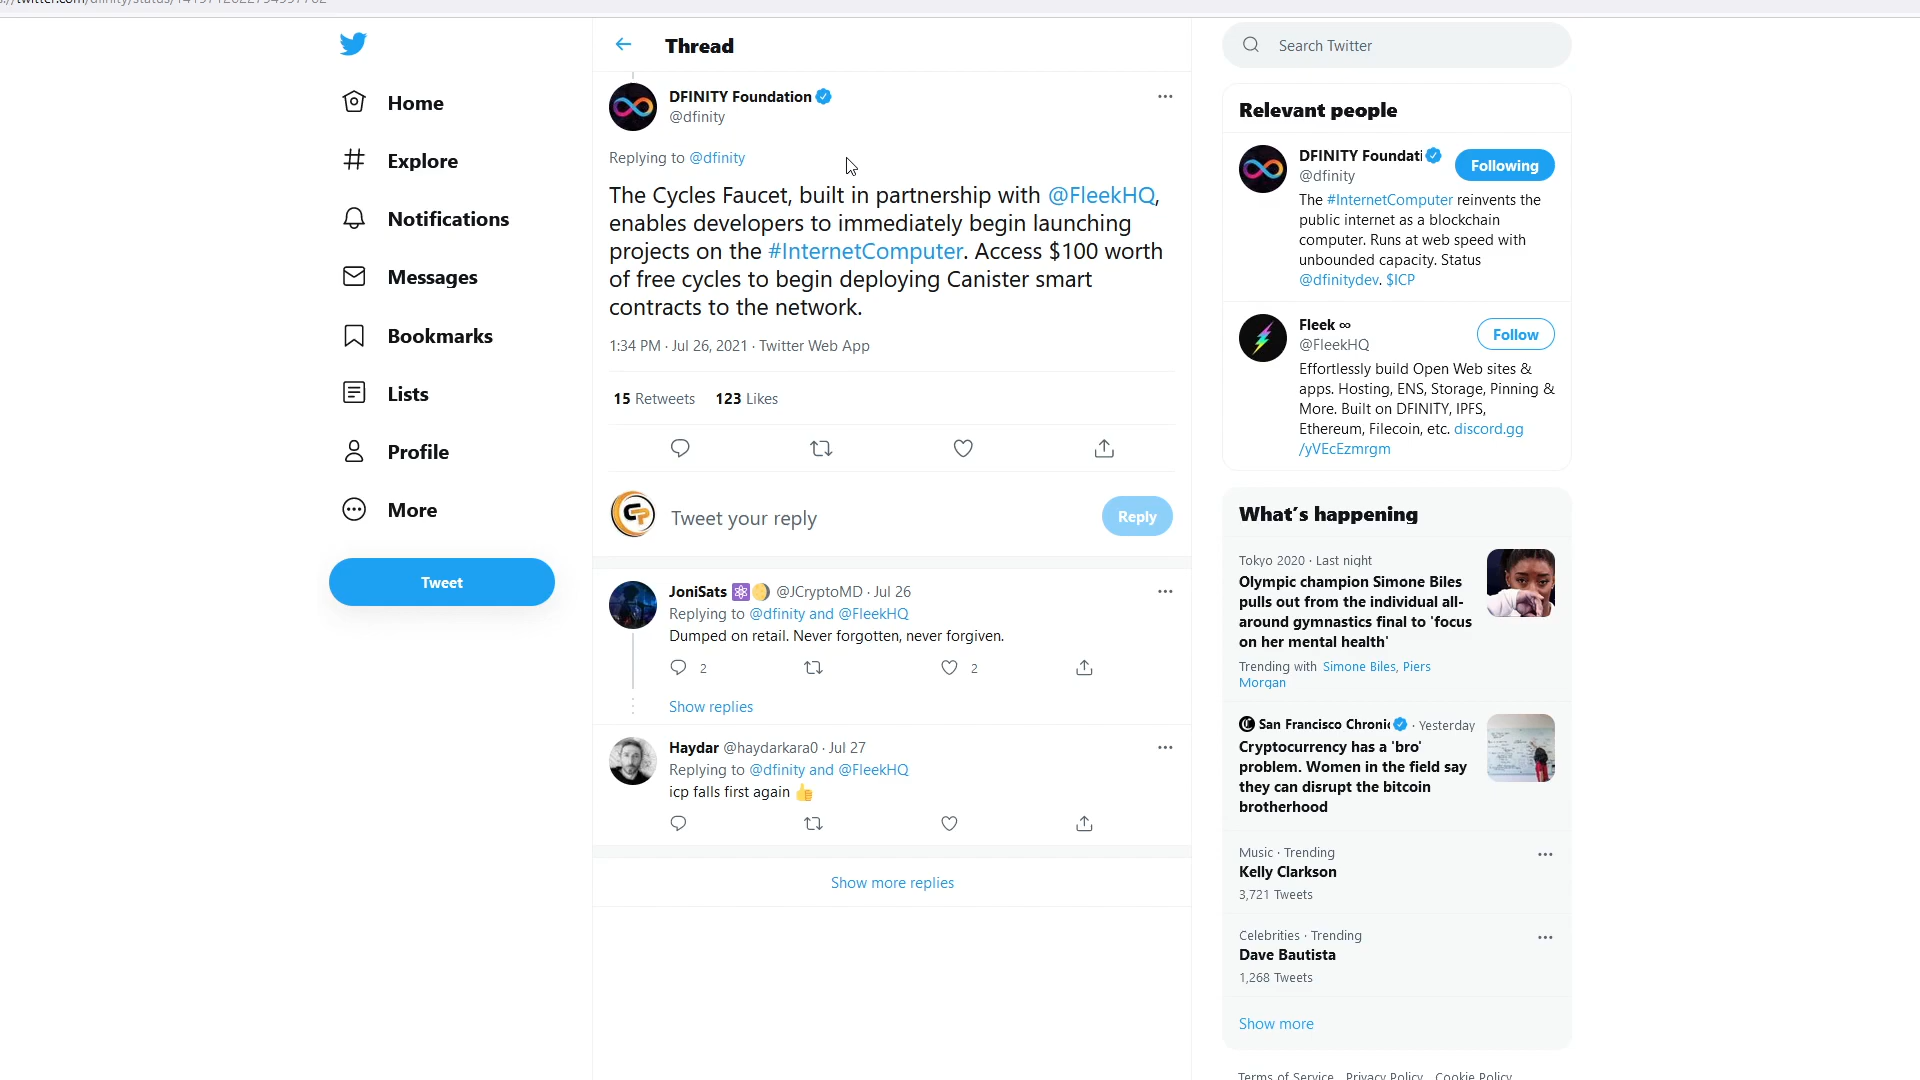 Home
Explore
Notifications
Messages
Bookmarks
Lists
Profile
More
Tweet
Thread
DFINITY Foundation
@dfinity
Replying to @dfinity
The Cycles Faucet, built in partnership with @FleekHQ,
enables developers to immediately begin launching
projects on the #InternetComputer. Access $100 worth
of free cycles to begin deploying Canister smart
contracts to the network.
1:34 PM · Jul 26, 2021 · Twitter Web App
15 Retweets 123 Likes
Tweet your reply
Reply
JoniSats ⚛️🌖 @JCryptoMD · Jul 26
Replying to @dfinity and @FleekHQ
Dumped on retail. Never forgotten, never forgiven.
2 2
Show replies
Haydar @haydarkara0 · Jul 27
Replying to @dfinity and @FleekHQ
icp falls first again 👍
Show more replies
Search Twitter
Relevant people
DFINITY Foundati
@dfinity
Following
The #InternetComputer reinvents the
public internet as a blockchain
computer. Runs at web speed with
unbounded capacity. Status
@dfinitydev. $ICP
Fleek ∞
@FleekHQ
Follow
Effortlessly build Open Web sites &
apps. Hosting, ENS, Storage, Pinning &
More. Built on DFINITY, IPFS,
Ethereum, Filecoin, etc. discord.gg
/yVEcEzmrgm
What's happening
Tokyo 2020 · Last night
Olympic champion Simone Biles
pulls out from the individual all-
around gymnastics final to 'focus
on her mental health'
Trending with Simone Biles, Piers
Morgan
San Francisco Chronic · Yesterday
Cryptocurrency has a 'bro'
problem. Women in the field say
they can disrupt the bitcoin
brotherhood
Music · Trending
Kelly Clarkson
3,721 Tweets
Celebrities · Trending
Dave Bautista
1,268 Tweets
Show more
Terms of Service Privacy Policy Cookie Policy